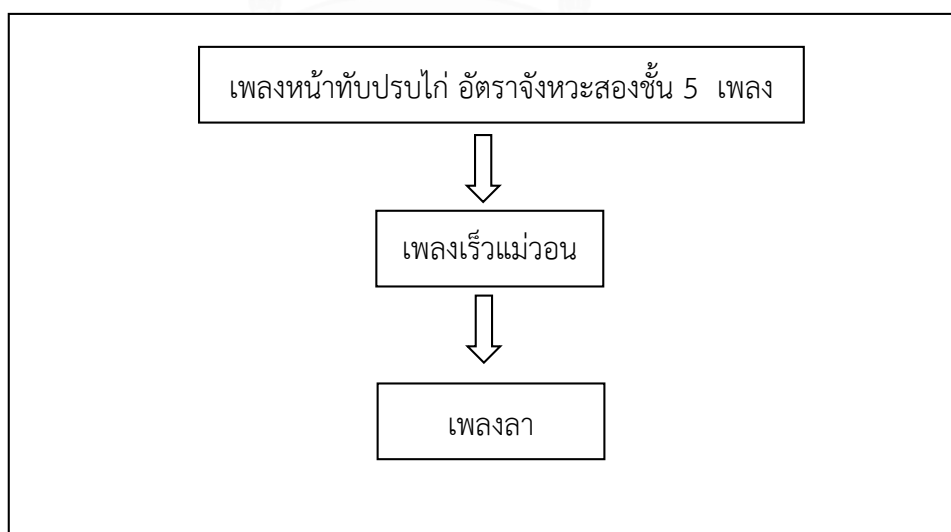 เพลงหน้าทับปรบไก่ อัตราจังหวะสองชั้น 5 เพลง
เพลงเร็วแม่วอน
เพลงลา